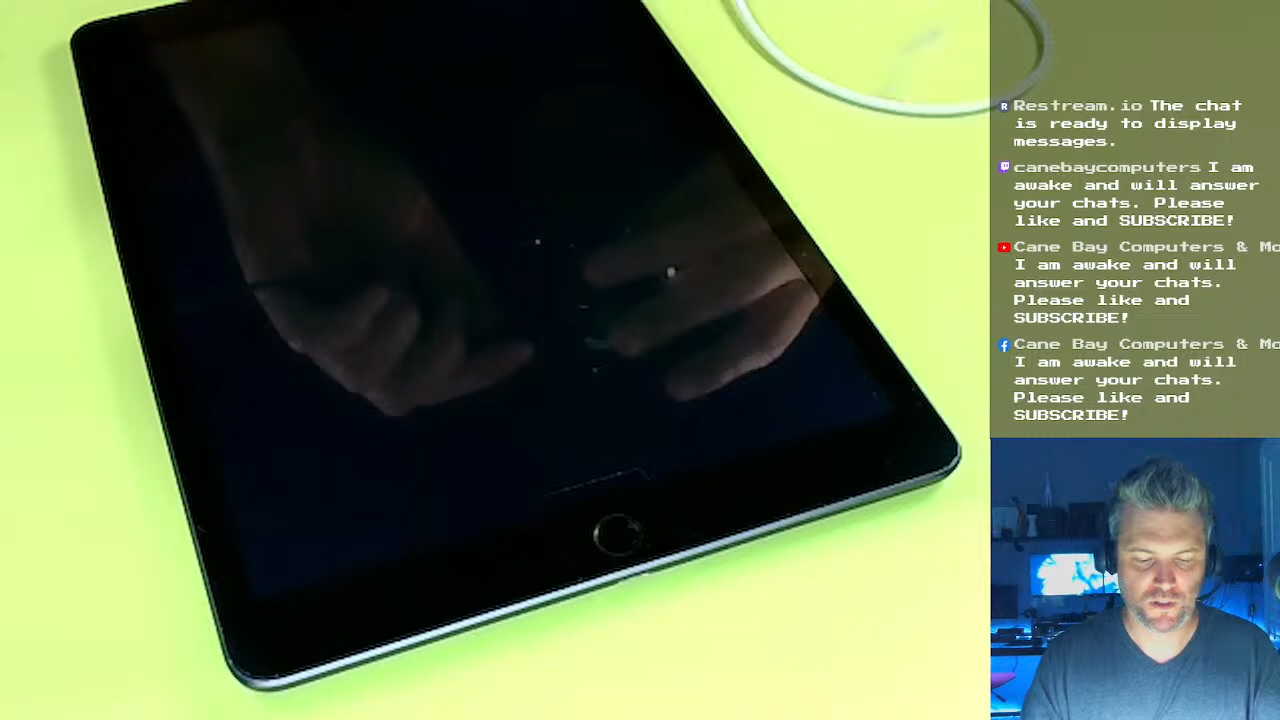 Restream.io The chat
is ready to display
messages.
canebaycomputers I am
awake and will answer
your chats. Please
like and SUBSCRIBE!
Cane Bay Computers & Mo
I am awake and will
answer your chats.
Please like and
SUBSCRIBE!
Cane Bay Computers & Mo
I am awake and will
answer your chats.
Please like and
SUBSCRIBE!